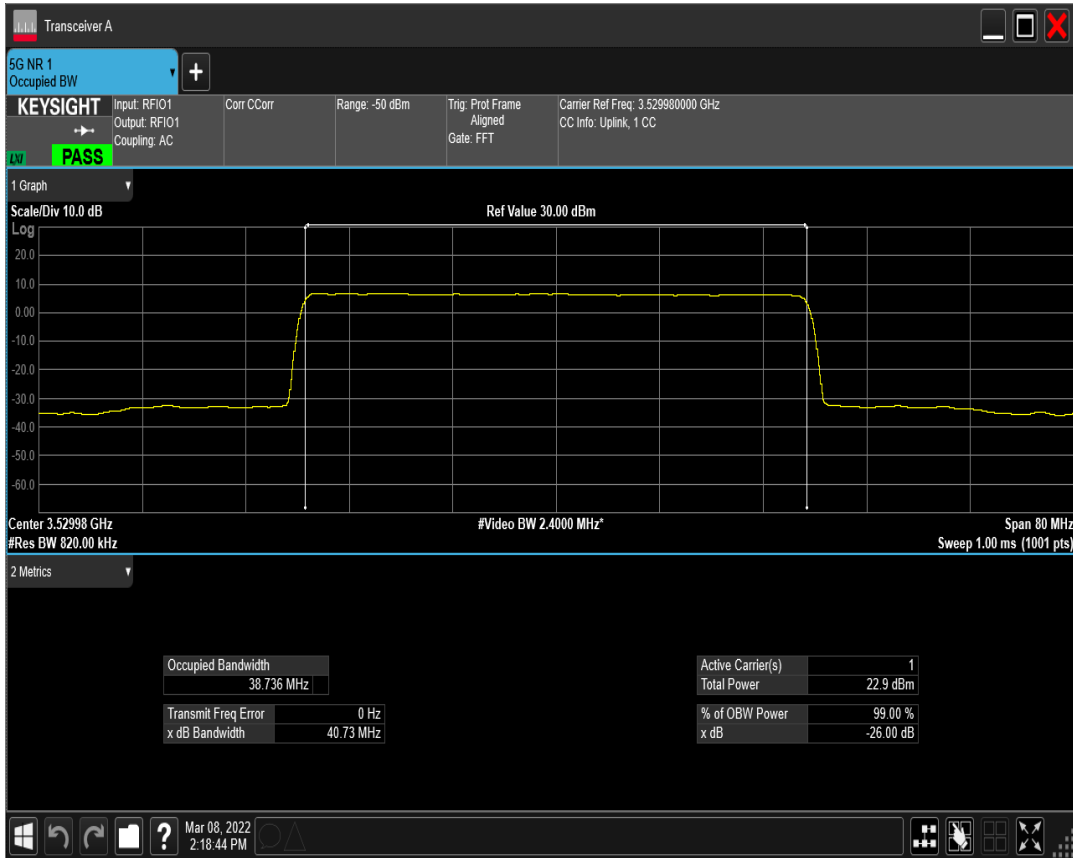 Transceiver A
5G NR 1
Occupied BW
KEYSIGHT
LXI
PASS
Input: RFIO1
Output: RFIO1
Coupling: AC
Corr CCorr
Range: -50 dBm
Trig: Prot Frame
Aligned
Gate: FFT
Carrier Ref Freq: 3.529980000 GHz
CC Info: Uplink, 1 CC
1 Graph
Scale/Div 10.0 dB
Ref Value 30.00 dBm
Log
20.0
10.0
0.00
-10.0
-20.0
-30.0
-40.0
-50.0
-60.0
Center 3.52998 GHz
#Video BW 2.4000 MHz*
Span 80 MHz
#Res BW 820.00 kHz
Sweep 1.00 ms (1001 pts)
2 Metrics
Occupied Bandwidth
38.736 MHz
Transmit Freq Error 0 Hz
x dB Bandwidth 40.73 MHz
Active Carrier(s) 1
Total Power 22.9 dBm
% of OBW Power 99.00 %
x dB -26.00 dB
?
Mar 08, 2022
2:18:44 PM